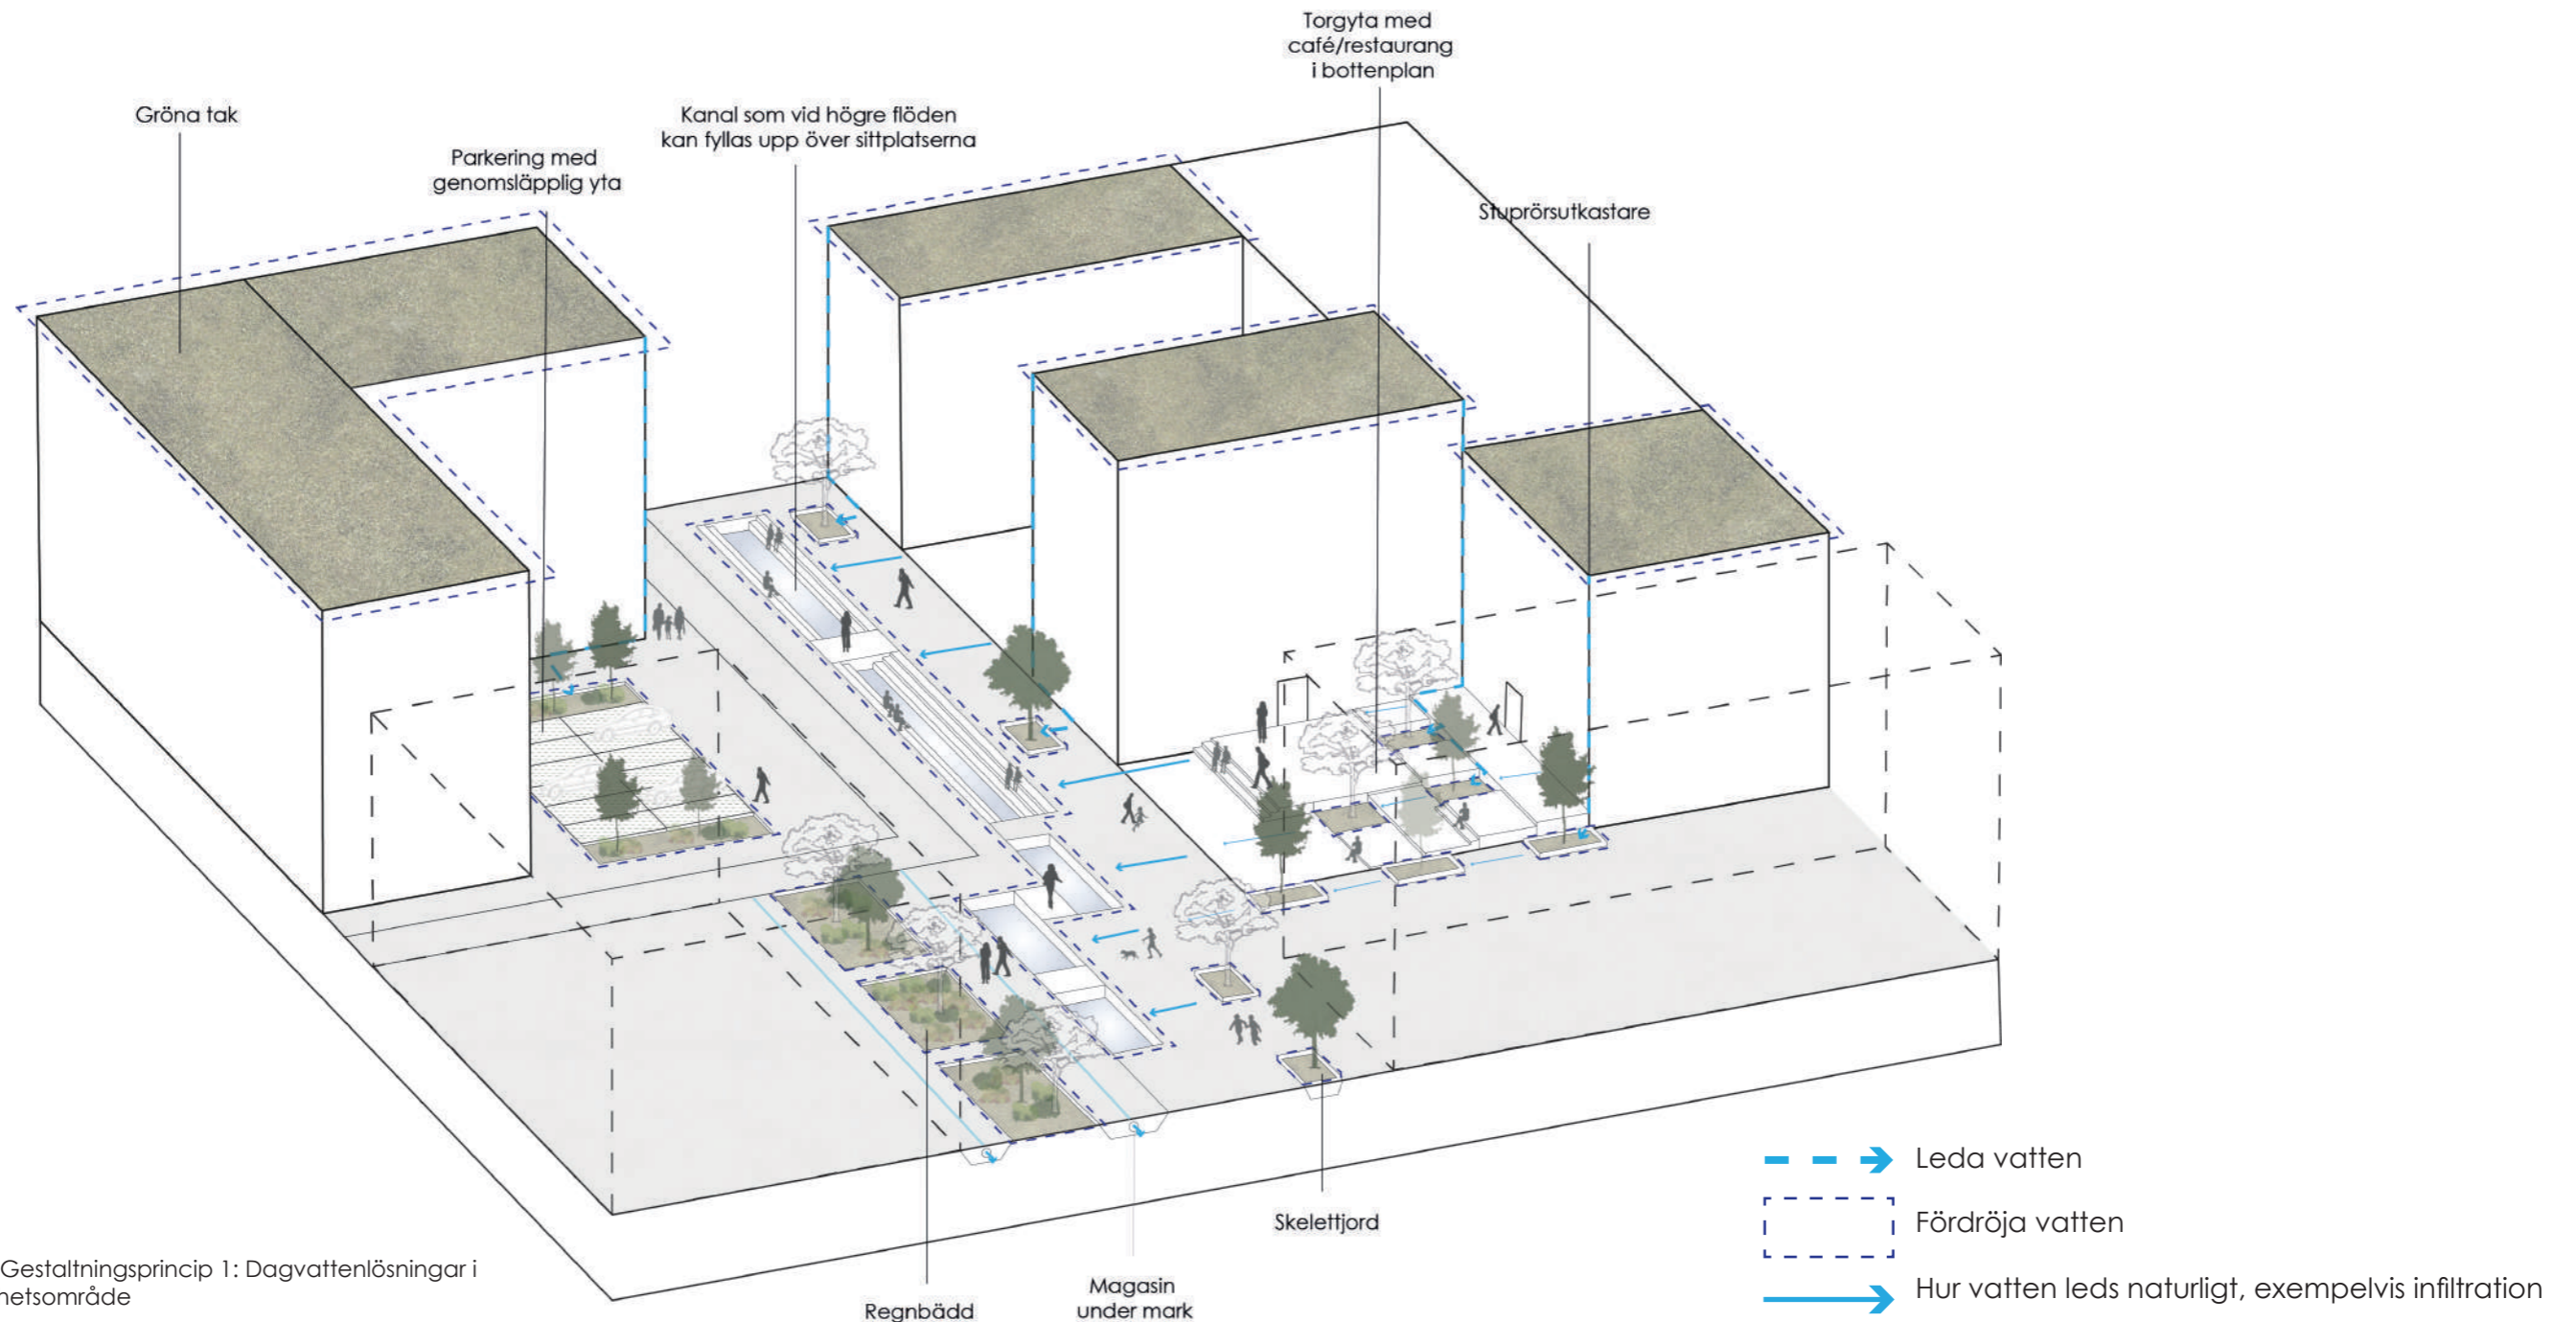 Torgyta med
café/restaurang
i bottenplan
Gröna tak
Kanal som vid högre flöden
kan fyllas upp över sittplatserna
Parkering med
genomsläpplig yta
Stuprörsutkastare
Skelettjord
Magasin
under mark
Regnbädd
Gestaltningsprincip 1: Dagvattenlösningar i
netsområde
Leda vatten
Fördröja vatten
Hur vatten leds naturligt, exempelvis infiltration